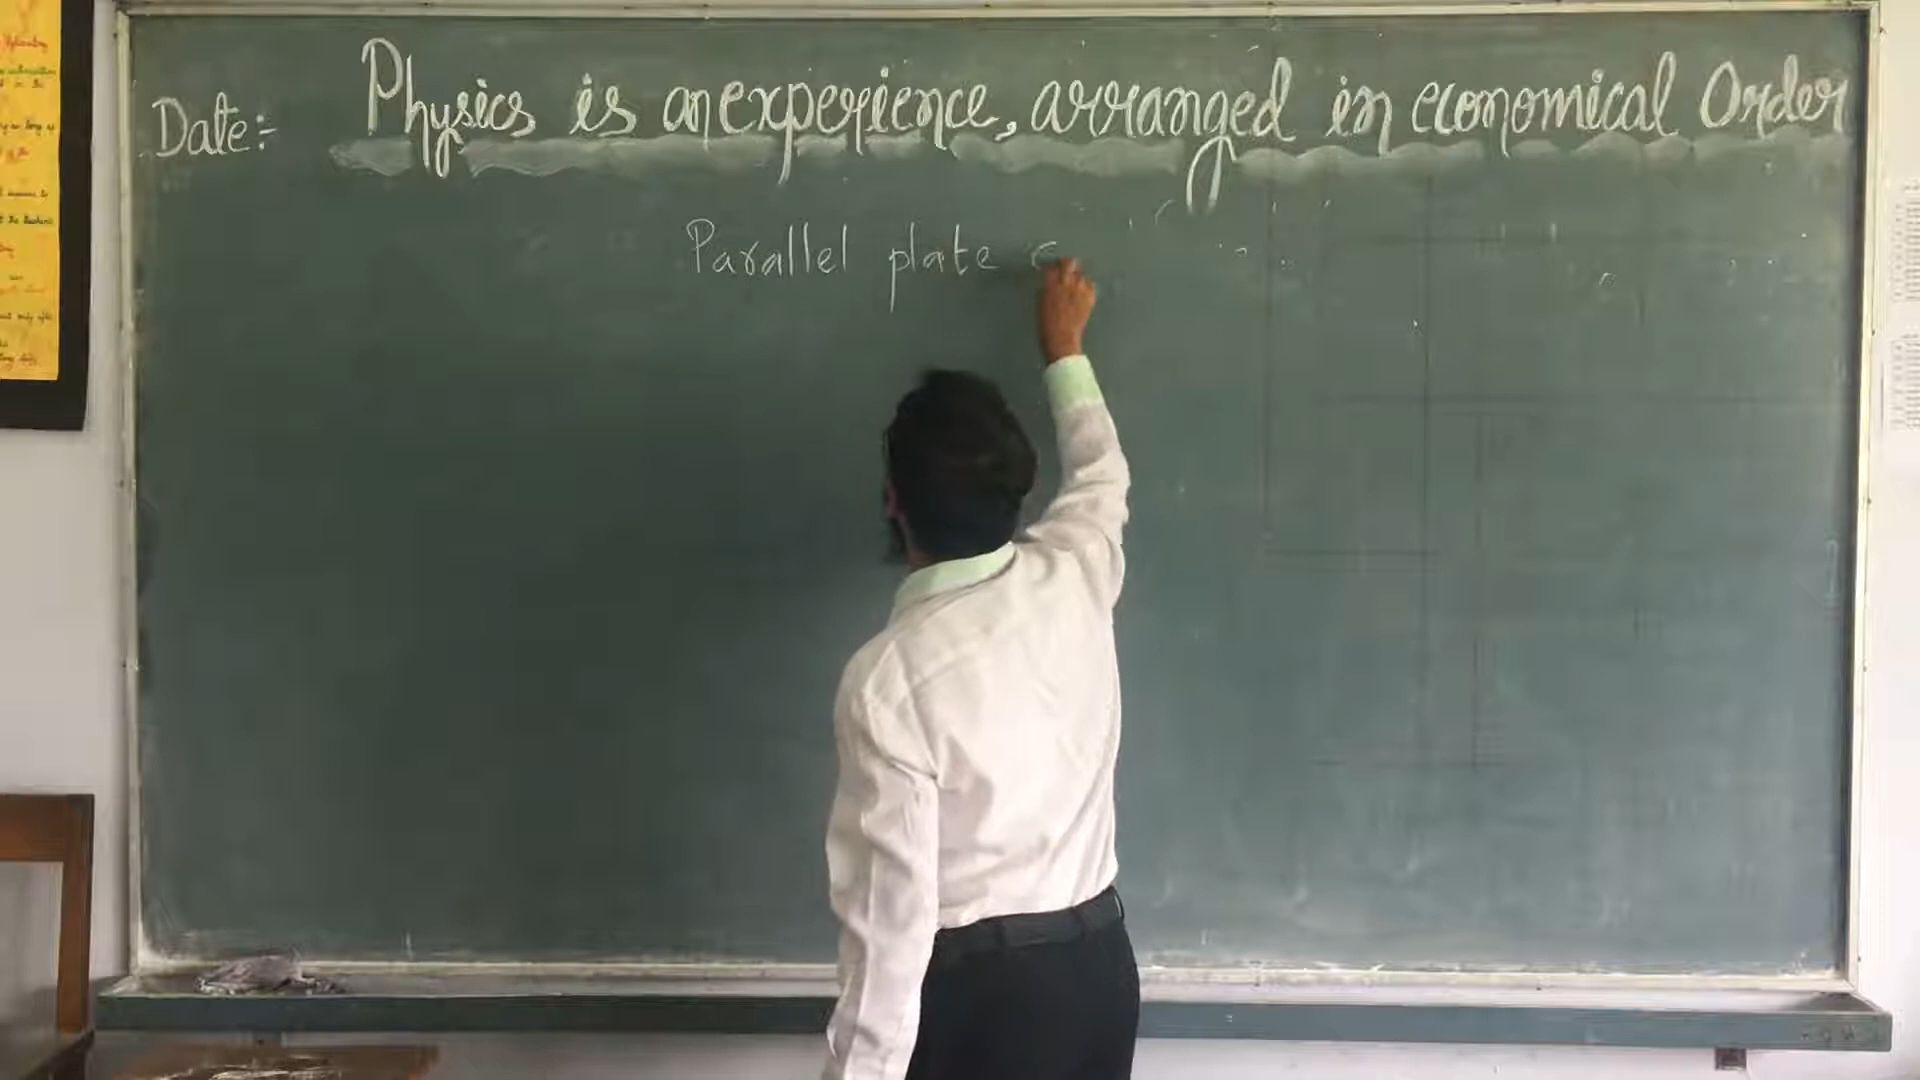 Date:-
Physics is an experience, arranged in economical Order
Parallel plate c